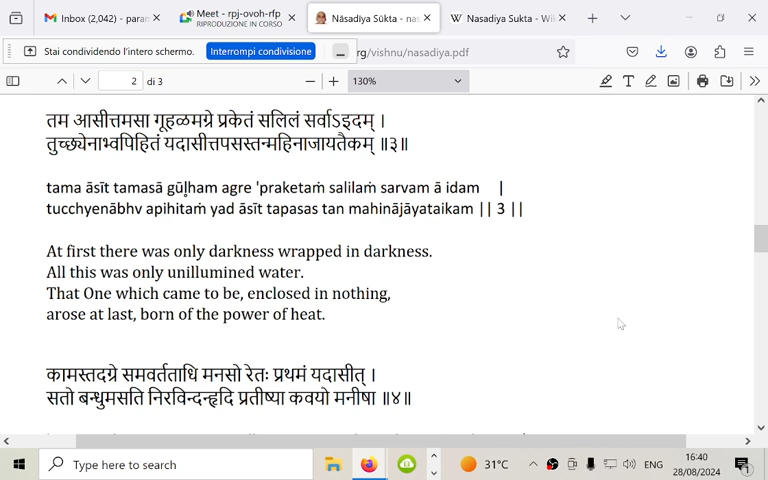 Inbox (2,042) - paran
Meet - rpj-ovoh-rfp
RIPRODUZIONE IN CORSO
Nāsadiya Sūkta - nas
Nasadiya Sukta - Wi
Stai condividendo l'intero schermo.
Interrompi condivisione
rg/vishnu/nasadiya.pdf
2
di 3
130%
तम आसीत्तमसा गूहळमग्रे प्रकेतं सलिलं सर्वाऽइदम् ।
तुच्छ्येनाभ्वपिहितं यदासीत्तपसस्तन्महिनाजायतैकम् ॥३॥
tama āsīt tamasā gūḷham agre 'praketaṁ salilaṁ sarvam ā idam |
tucchyenābhv apihitaṁ yad āsīt tapasas tan mahinājāyataikam || 3 ||
At first there was only darkness wrapped in darkness.
All this was only unillumined water.
That One which came to be, enclosed in nothing,
arose at last, born of the power of heat.
कामस्तदग्रे समवर्तताधि मनसो रेतः प्रथमं यदासीत् ।
सतो बन्धुमसति निरविन्दन्हृदि प्रतीष्या कवयो मनीषा ॥४॥
Type here to search
31°C
ENG
16:40
28/08/2024